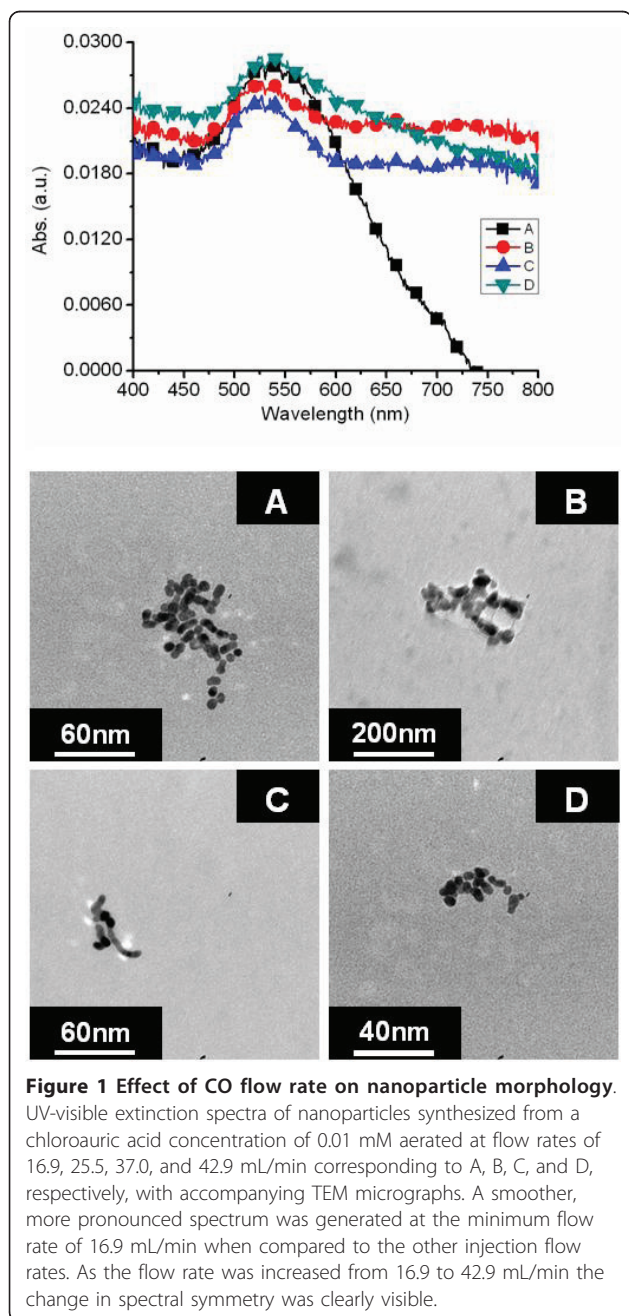 0.0300
0.0240
0.0180
0.0120
0.0060
0.0000
Abs. (a.u.)
400 450 500 550 600 650 700 750 800
Wavelength (nm)
A
B
C
D
A
60nm
B
200nm
C
60nm
D
40nm
Figure 1 Effect of CO flow rate on nanoparticle morphology.
UV-visible extinction spectra of nanoparticles synthesized from a
chloroauric acid concentration of 0.01 mM aerated at flow rates of
16.9, 25.5, 37.0, and 42.9 mL/min corresponding to A, B, C, and D,
respectively, with accompanying TEM micrographs. A smoother,
more pronounced spectrum was generated at the minimum flow
rate of 16.9 mL/min when compared to the other injection flow
rates. As the flow rate was increased from 16.9 to 42.9 mL/min the
change in spectral symmetry was clearly visible.